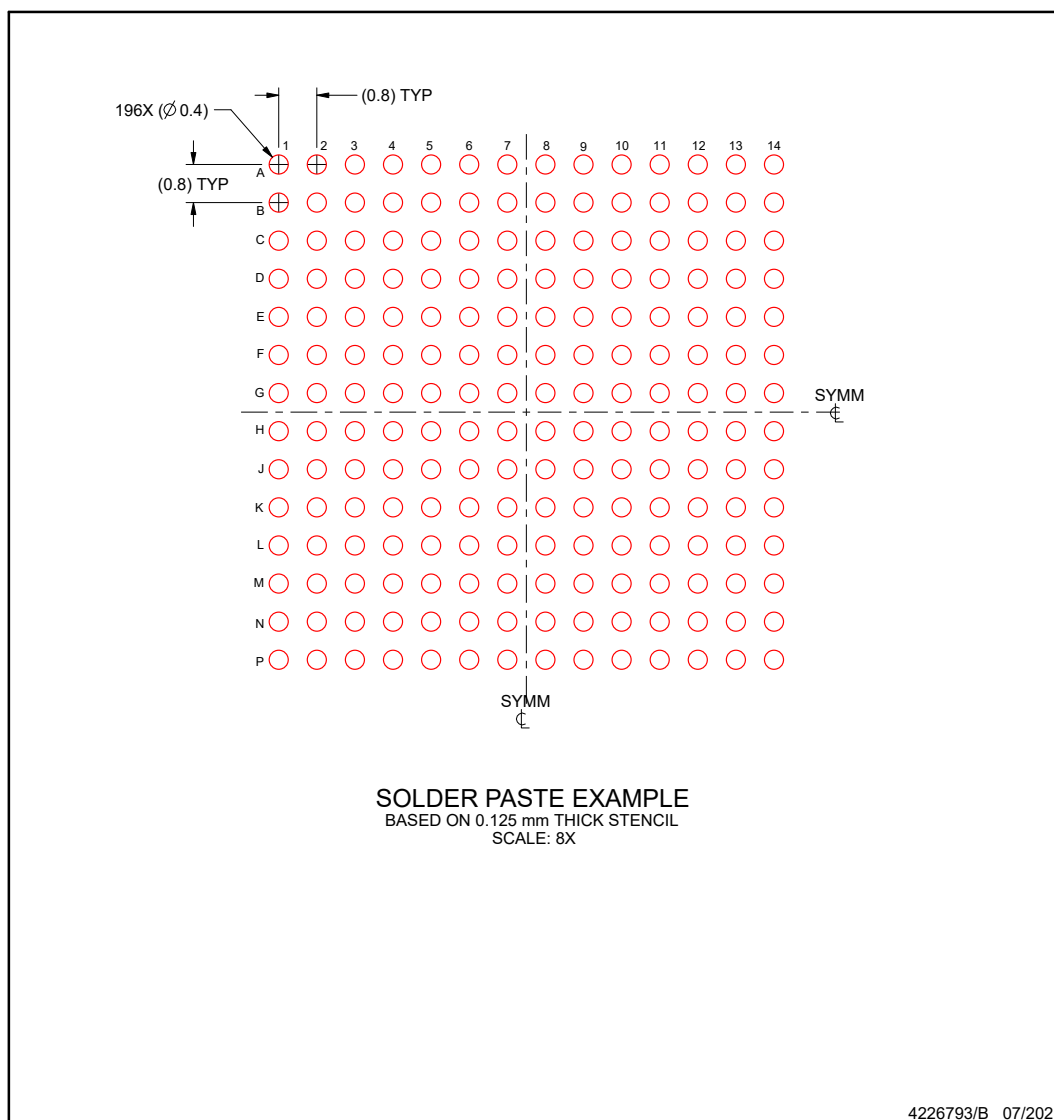 (0.8) TYP
196X (Ø 0.4)
1 2 3 4 5 6 7 8 9 10 11 12 13 14
A
(0.8) TYP
B
C
D
E
F
G
SYMM
H
J
K
L
M
N
P
SYMM
SOLDER PASTE EXAMPLE
BASED ON 0.125 mm THICK STENCIL
SCALE: 8X
4226793/B 07/202